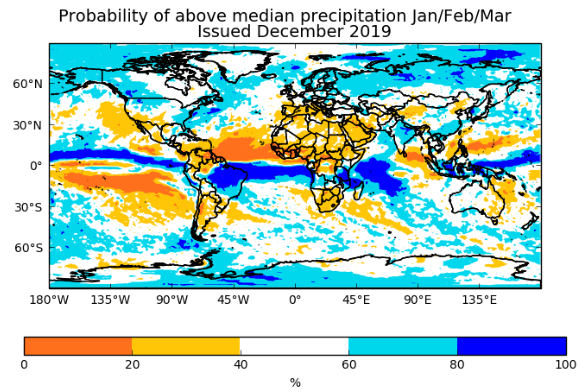 Probability of above median precipitation Jan/Feb/Mar
Issued December 2019
60°N
30°N
0°
30°S
60°S
180°W 135°W 90°W 45°W 0° 45°E 90°E 135°E
0 20 40 60 80 100
%